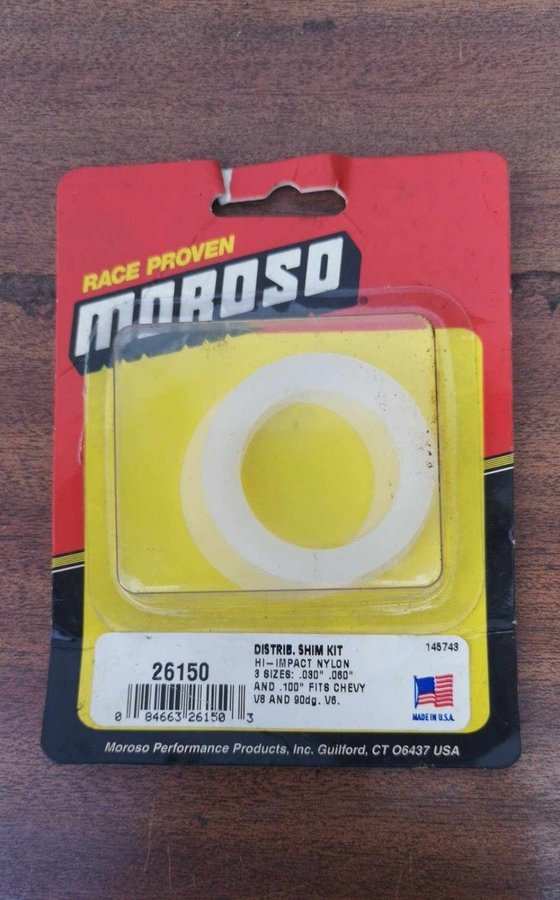 RACE PROVEN
MOROSO®
26150
0 84663 26150 3
DISTRIB. SHIM KIT
HI-IMPACT NYLON
3 SIZES: .030" .060"
AND .100" FITS CHEVY
V8 AND 90dg. V6.
145743
MADE IN U.S.A.
Moroso Performance Products, Inc. Guilford, CT 06437 USA